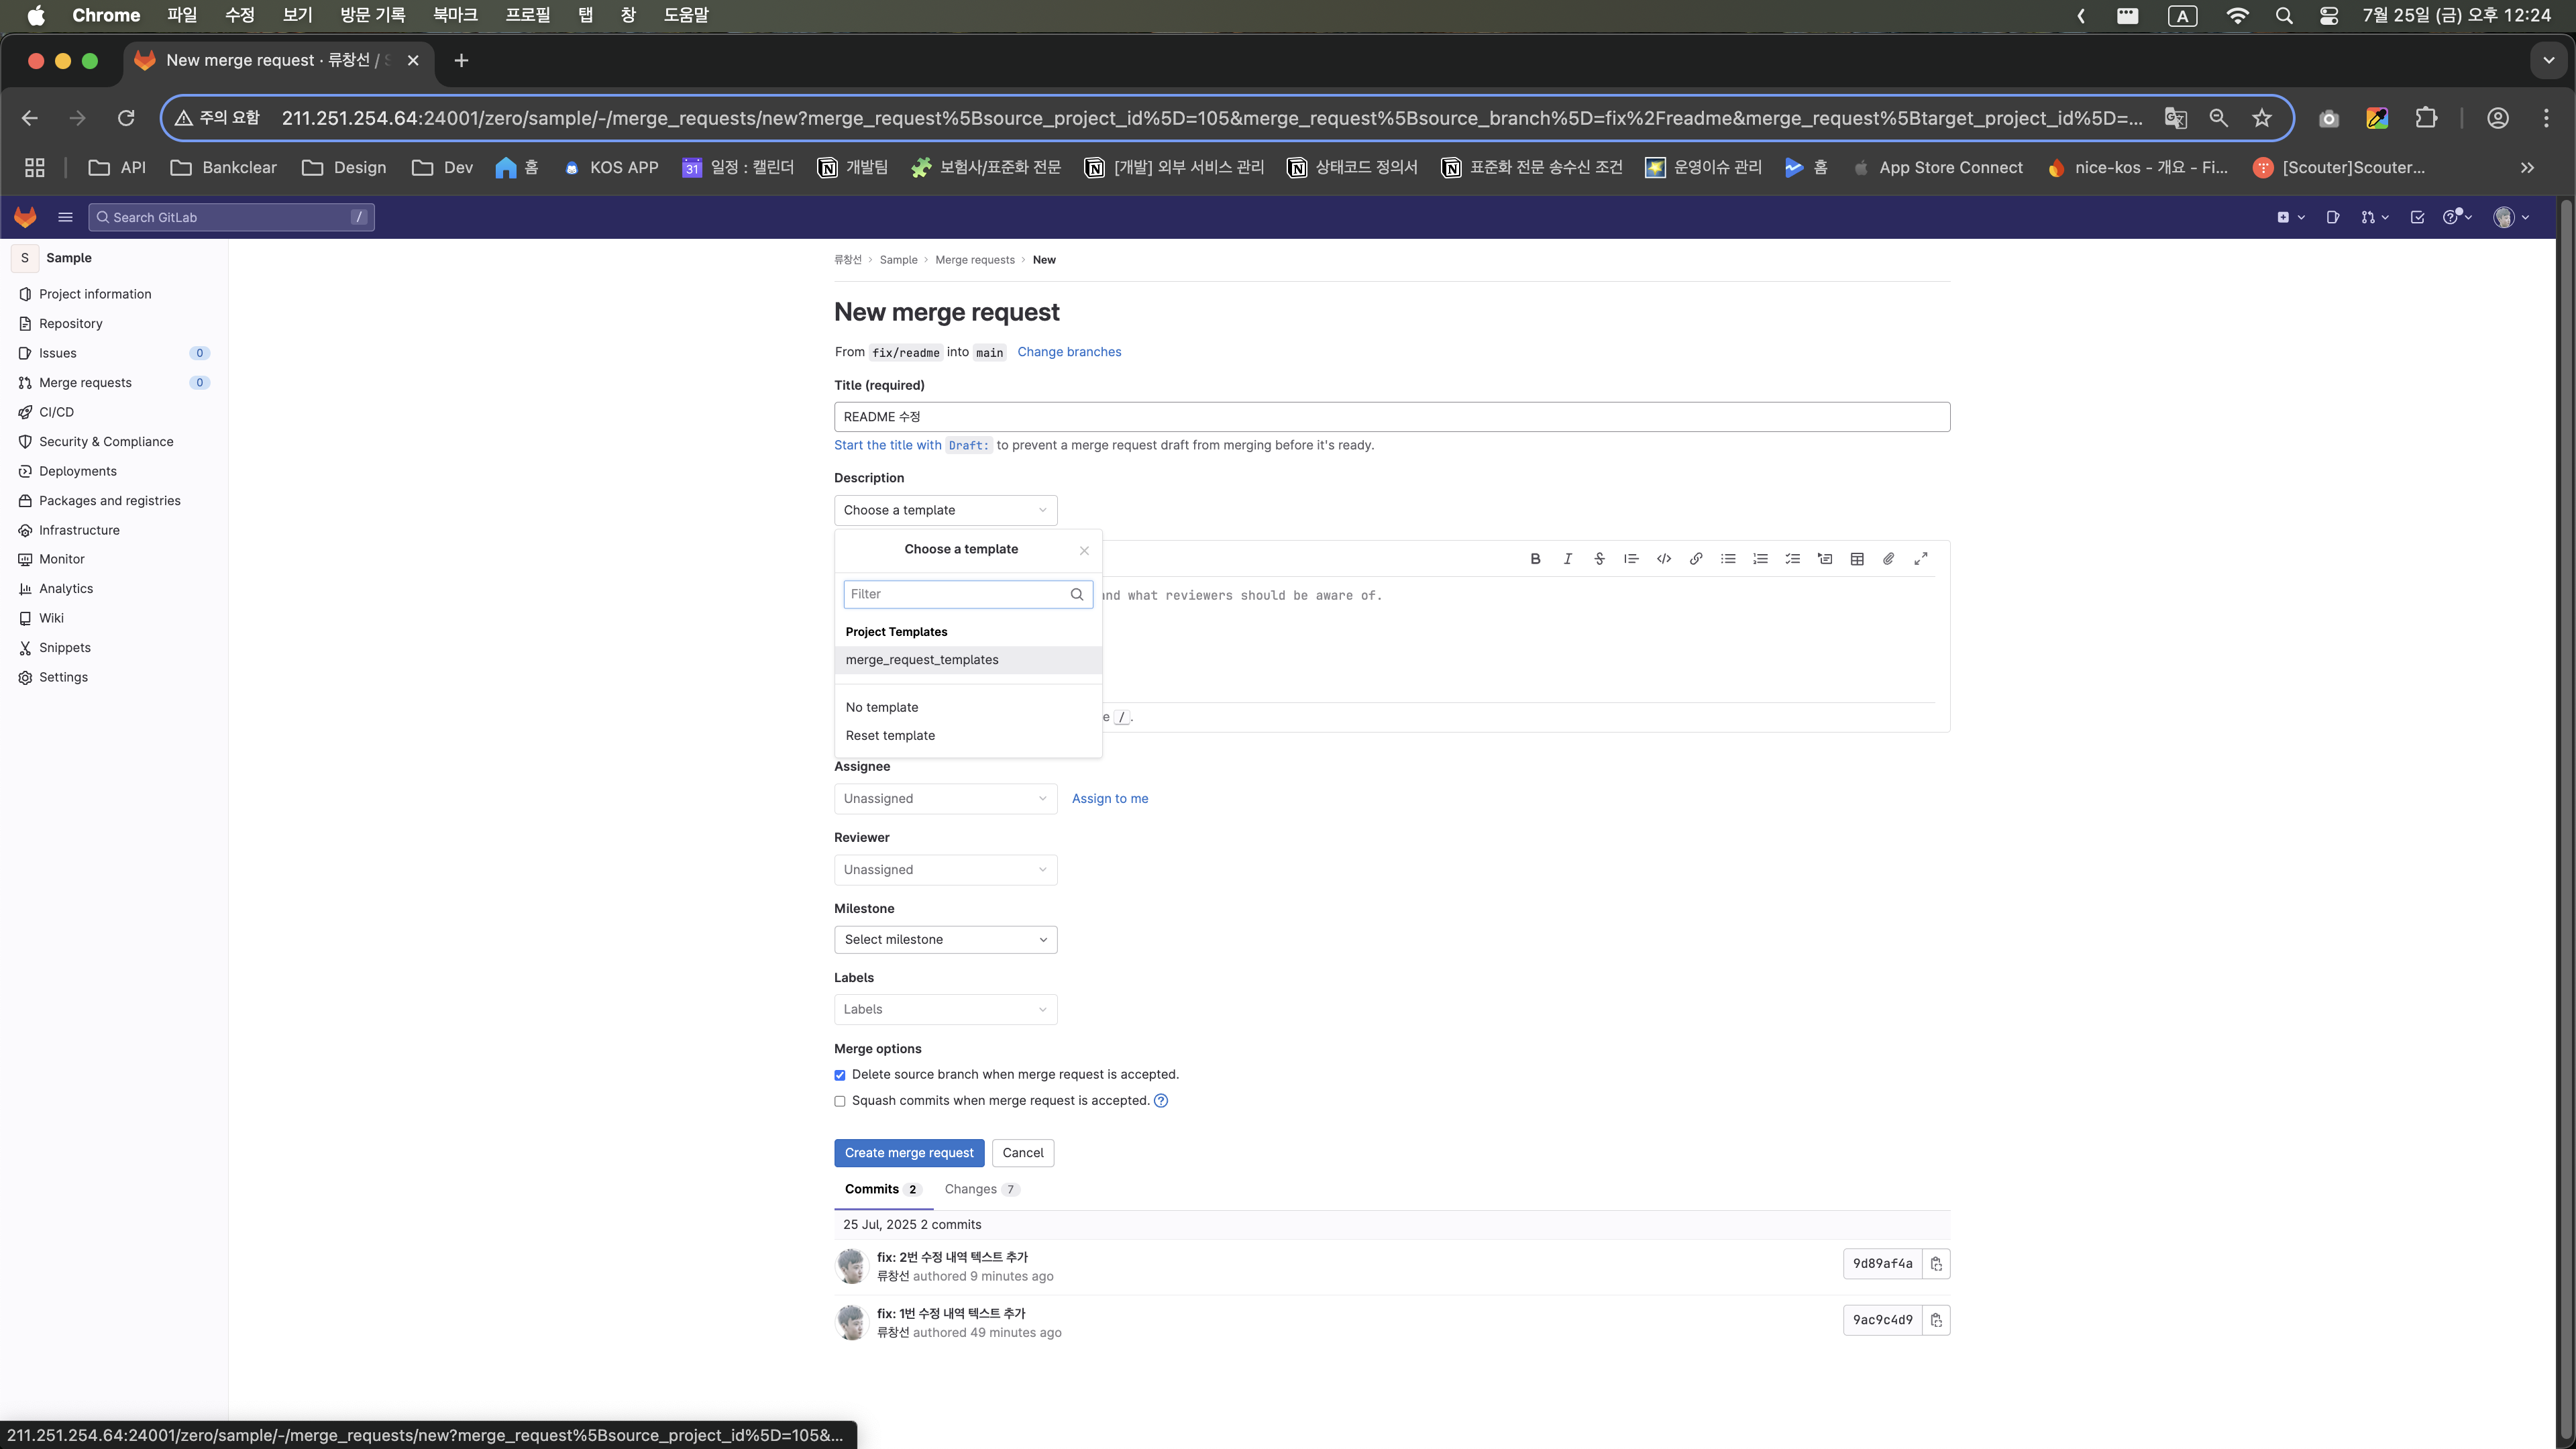 Chrome 파일 수정 보기 방문 기록 북마크 프로필 탭 창 도움말 A 7월 25일 (금) 오후 12:24
New merge request · 류창선 /
주의 요함 211.251.254.64:24001/zero/sample/-/merge_requests/new?merge_request%5Bsource_project_id%5D=105&merge_request%5Bsource_branch%5D=fix%2Freadme&merge_request%5Btarget_project_id%5D=...
API Bankclear Design Dev 홈 KOS APP 31 일정 : 캘린더 개발팀 보험사/표준화 전문 [개발] 외부 서비스 관리 상태코드 정의서 표준화 전문 송수신 조건 운영이슈 관리 홈 App Store Connect nice-kos - 개요 - Fi... [Scouter]Scouter...
Search GitLab /
S Sample
Project information
Repository
Issues 0
Merge requests 0
CI/CD
Security & Compliance
Deployments
Packages and registries
Infrastructure
Monitor
Analytics
Wiki
Snippets
Settings
류창선 › Sample › Merge requests › New
New merge request
From fix/readme into main Change branches
Title (required)
README 수정
Start the title with Draft: to prevent a merge request draft from merging before it's ready.
Description
Choose a template
Choose a template
Filter
and what reviewers should be aware of.
Project Templates
merge_request_templates
No template
e /.
Reset template
Assignee
Unassigned Assign to me
Reviewer
Unassigned
Milestone
Select milestone
Labels
Labels
Merge options
Delete source branch when merge request is accepted.
Squash commits when merge request is accepted.
Create merge request Cancel
Commits 2 Changes 7
25 Jul, 2025 2 commits
fix: 2번 수정 내역 텍스트 추가
류창선 authored 9 minutes ago
9d89af4a
fix: 1번 수정 내역 텍스트 추가
류창선 authored 49 minutes ago
9ac9c4d9
211.251.254.64:24001/zero/sample/-/merge_requests/new?merge_request%5Bsource_project_id%5D=105&...